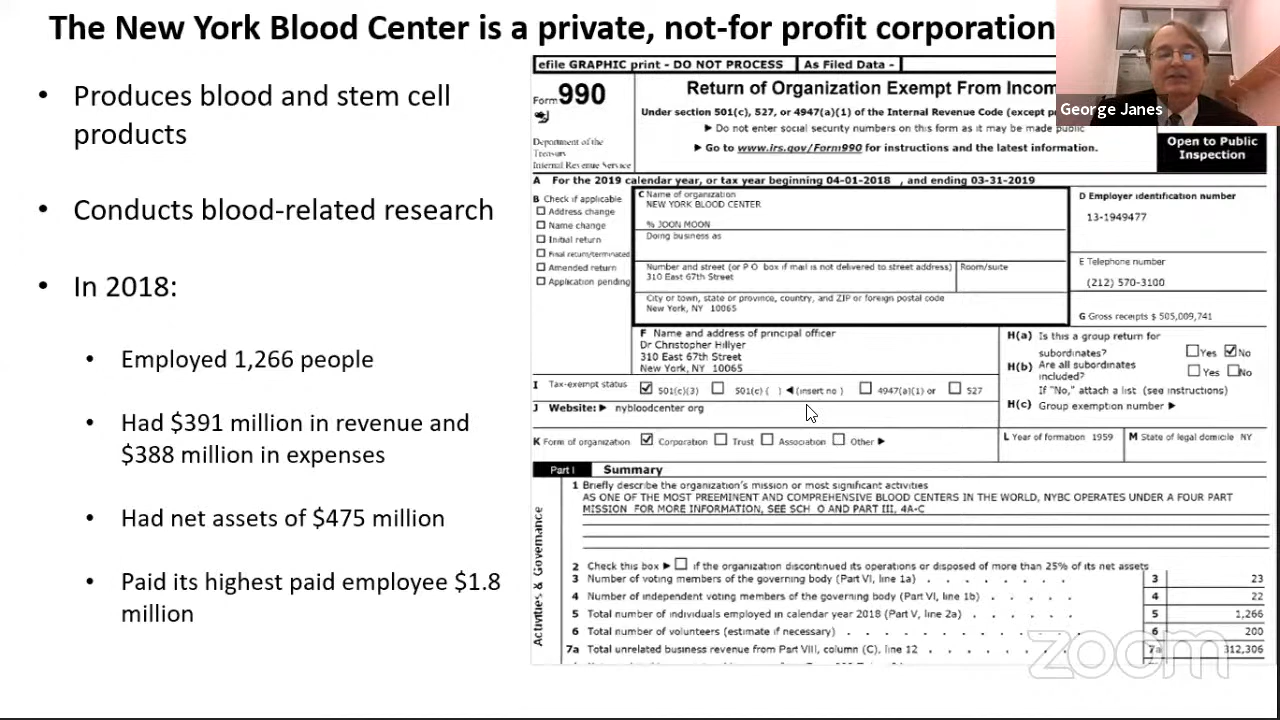 The New York Blood Center is a private, not-for profit corporation
George Janes
• Produces blood and stem cell
products
• Conducts blood-related research
• In 2018:
• Employed 1,266 people
• Had $391 million in revenue and
$388 million in expenses
• Had net assets of $475 million
• Paid its highest paid employee $1.8
million
efile GRAPHIC print - DO NOT PROCESS
As Filed Data -
Form 990
Department of the
Treasury
Internal Revenue Service
Return of Organization Exempt From Incom
Under section 501(c), 527, or 4947(a)(1) of the Internal Revenue Code (except p
▶ Do not enter social security numbers on this form as it may be made public
▶ Go to www.irs.gov/Form990 for instructions and the latest information.
Open to Public
Inspection
A For the 2019 calendar year, or tax year beginning 04-01-2018 , and ending 03-31-2019
B Check if applicable
Address change
Name change
Initial return
Final return/terminated
Amended return
Application pending
C Name of organization
NEW YORK BLOOD CENTER
% JOON MOON
Doing business as
Number and street (or P O box if mail is not delivered to street address) Room/suite
310 East 67th Street
City or town, state or province, country, and ZIP or foreign postal code
New York, NY 10065
D Employer identification number
13-1949477
E Telephone number
(212) 570-3100
G Gross receipts $ 505,009,741
F Name and address of principal officer
Dr Christopher Hillyer
310 East 67th Street
New York, NY 10065
H(a) Is this a group return for
subordinates? Yes No
H(b) Are all subordinates
included? Yes No
If "No," attach a list (see instructions)
H(c) Group exemption number ▶
I Tax-exempt status 501(c)(3) 501(c) ( ) ◀ (insert no ) 4947(a)(1) or 527
J Website: ▶ nybloodcenter org
K Form of organization Corporation Trust Association Other ▶
L Year of formation 1959
M State of legal domicile NY
Part I Summary
Activities & Governance
1 Briefly describe the organization's mission or most significant activities
AS ONE OF THE MOST PREEMINENT AND COMPREHENSIVE BLOOD CENTERS IN THE WORLD, NYBC OPERATES UNDER A FOUR PART
MISSION FOR MORE INFORMATION, SEE SCH O AND PART III, 4A-C
2 Check this box ▶ if the organization discontinued its operations or disposed of more than 25% of its net assets
3 Number of voting members of the governing body (Part VI, line 1a) . . . . . 3 23
4 Number of independent voting members of the governing body (Part VI, line 1b) . . . . . 4 22
5 Total number of individuals employed in calendar year 2018 (Part V, line 2a) . . . . . 5 1,266
6 Total number of volunteers (estimate if necessary) . . . . . . . . 6 200
7a Total unrelated business revenue from Part VIII, column (C), line 12 . . . . . . 7a 312,306
zoom